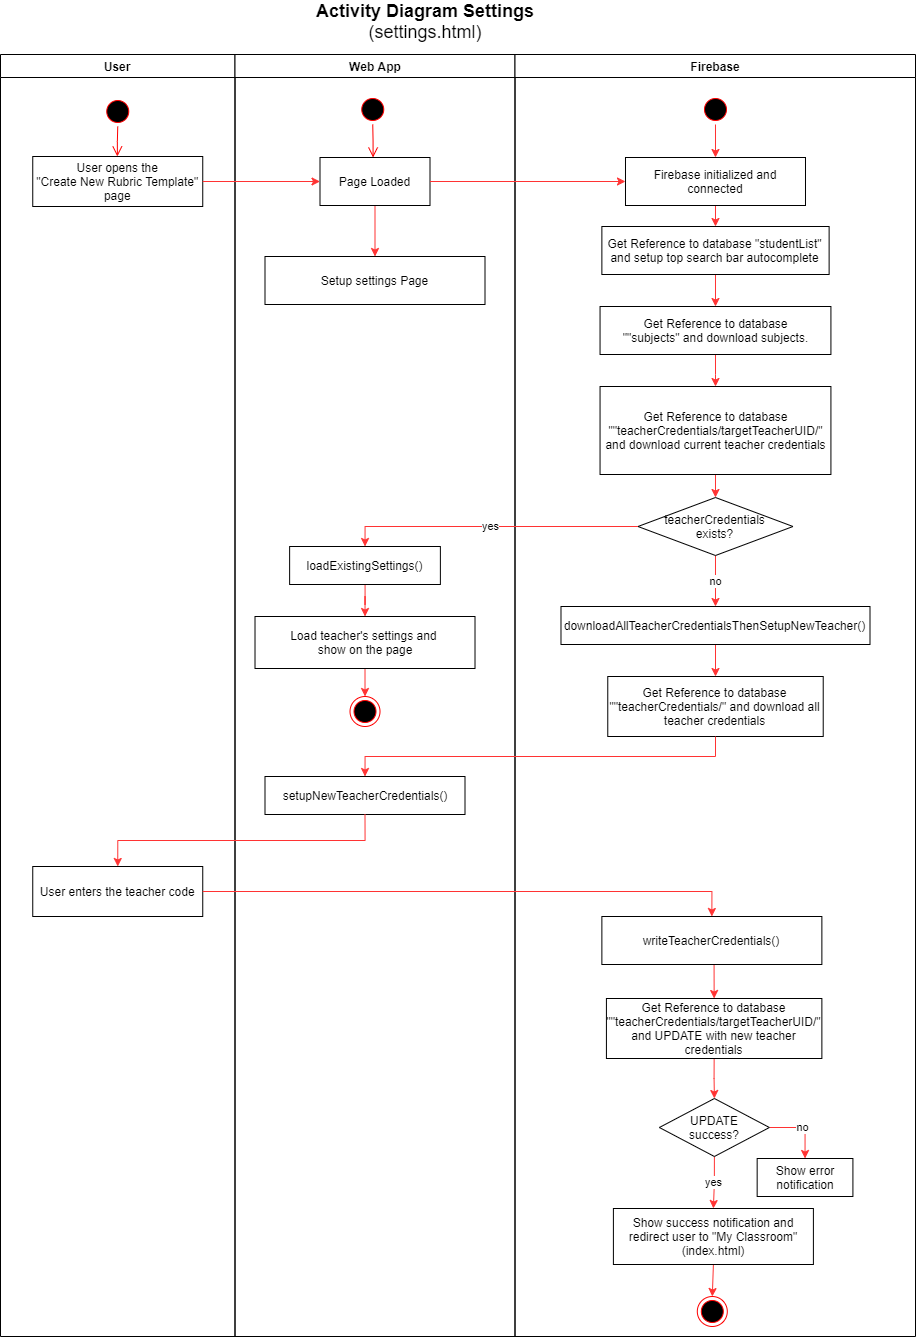 Activity Diagram Settings
(settings.html)
User
Web App
Firebase
User opens the
"Create New Rubric Template"
page
Page Loaded
Firebase initialized and
connected
Get Reference to database "studentList"
and setup top search bar autocomplete
Setup settings Page
Get Reference to database
""subjects" and download subjects.
Get Reference to database
""teacherCredentials/targetTeacherUID/"
and download current teacher credentials
teacherCredentials
exists?
yes
no
loadExistingSettings()
downloadAllTeacherCredentialsThenSetupNewTeacher()
Load teacher's settings and
show on the page
Get Reference to database
""teacherCredentials/" and download all
teacher credentials
setupNewTeacherCredentials()
User enters the teacher code
writeTeacherCredentials()
Get Reference to database
""teacherCredentials/targetTeacherUID/"
and UPDATE with new teacher
credentials
UPDATE
success?
no
yes
Show error
notification
Show success notification and
redirect user to "My Classroom"
(index.html)